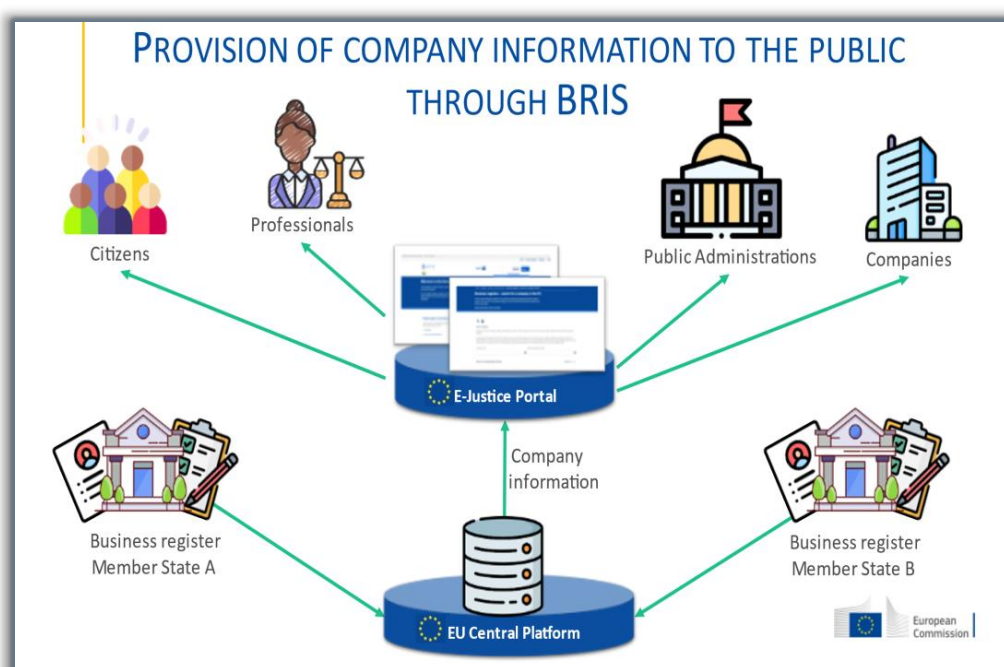 PROVISION OF COMPANY INFORMATION TO THE PUBLIC
THROUGH BRIS
Citizens
Professionals
Public Administrations
Companies
E-Justice Portal
Company
information
Business register
Member State A
Business register
Member State B
EU Central Platform
European
Commission